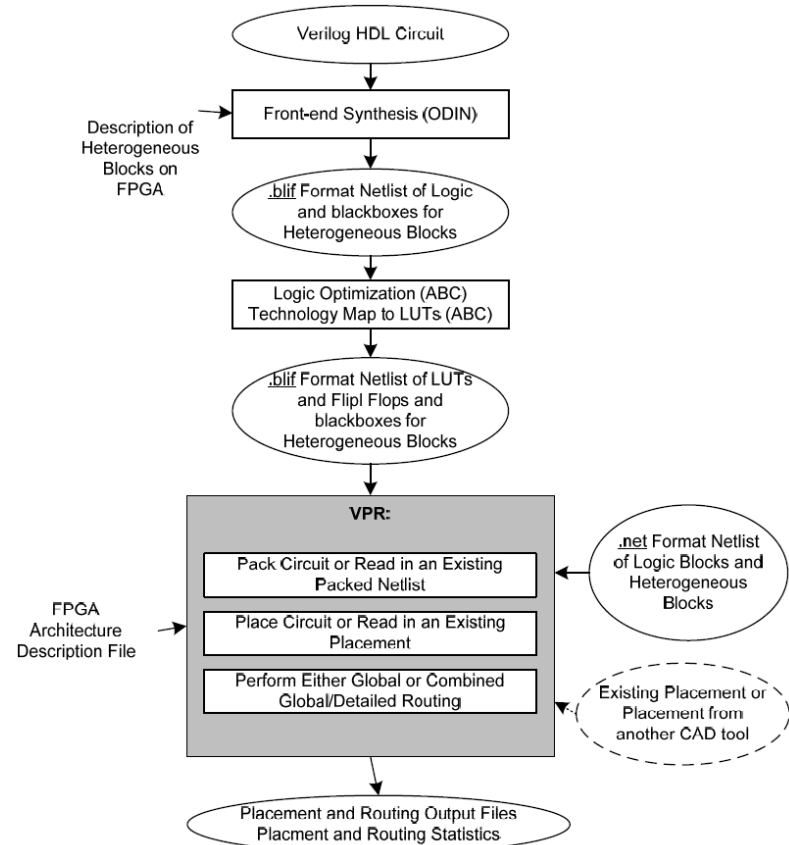 Verilog HDL Circuit
Front-end Synthesis (ODIN)
Description of
Heterogeneous
Blocks on
FPGA
.blif Format Netlist of Logic
and blackboxes for
Heterogeneous Blocks
Logic Optimization (ABC)
Technology Map to LUTs (ABC)
.blif Format Netlist of LUTs
and Flipl Flops and
blackboxes for
Heterogeneous Blocks
VPR:
Pack Circuit or Read in an Existing
Packed Netlist
.net Format Netlist
of Logic Blocks and
Heterogeneous
Blocks
FPGA
Architecture
Description File
Place Circuit or Read in an Existing
Placement
Perform Either Global or Combined
Global/Detailed Routing
Existing Placement or
Placement from
another CAD tool
Placement and Routing Output Files
Placment and Routing Statistics